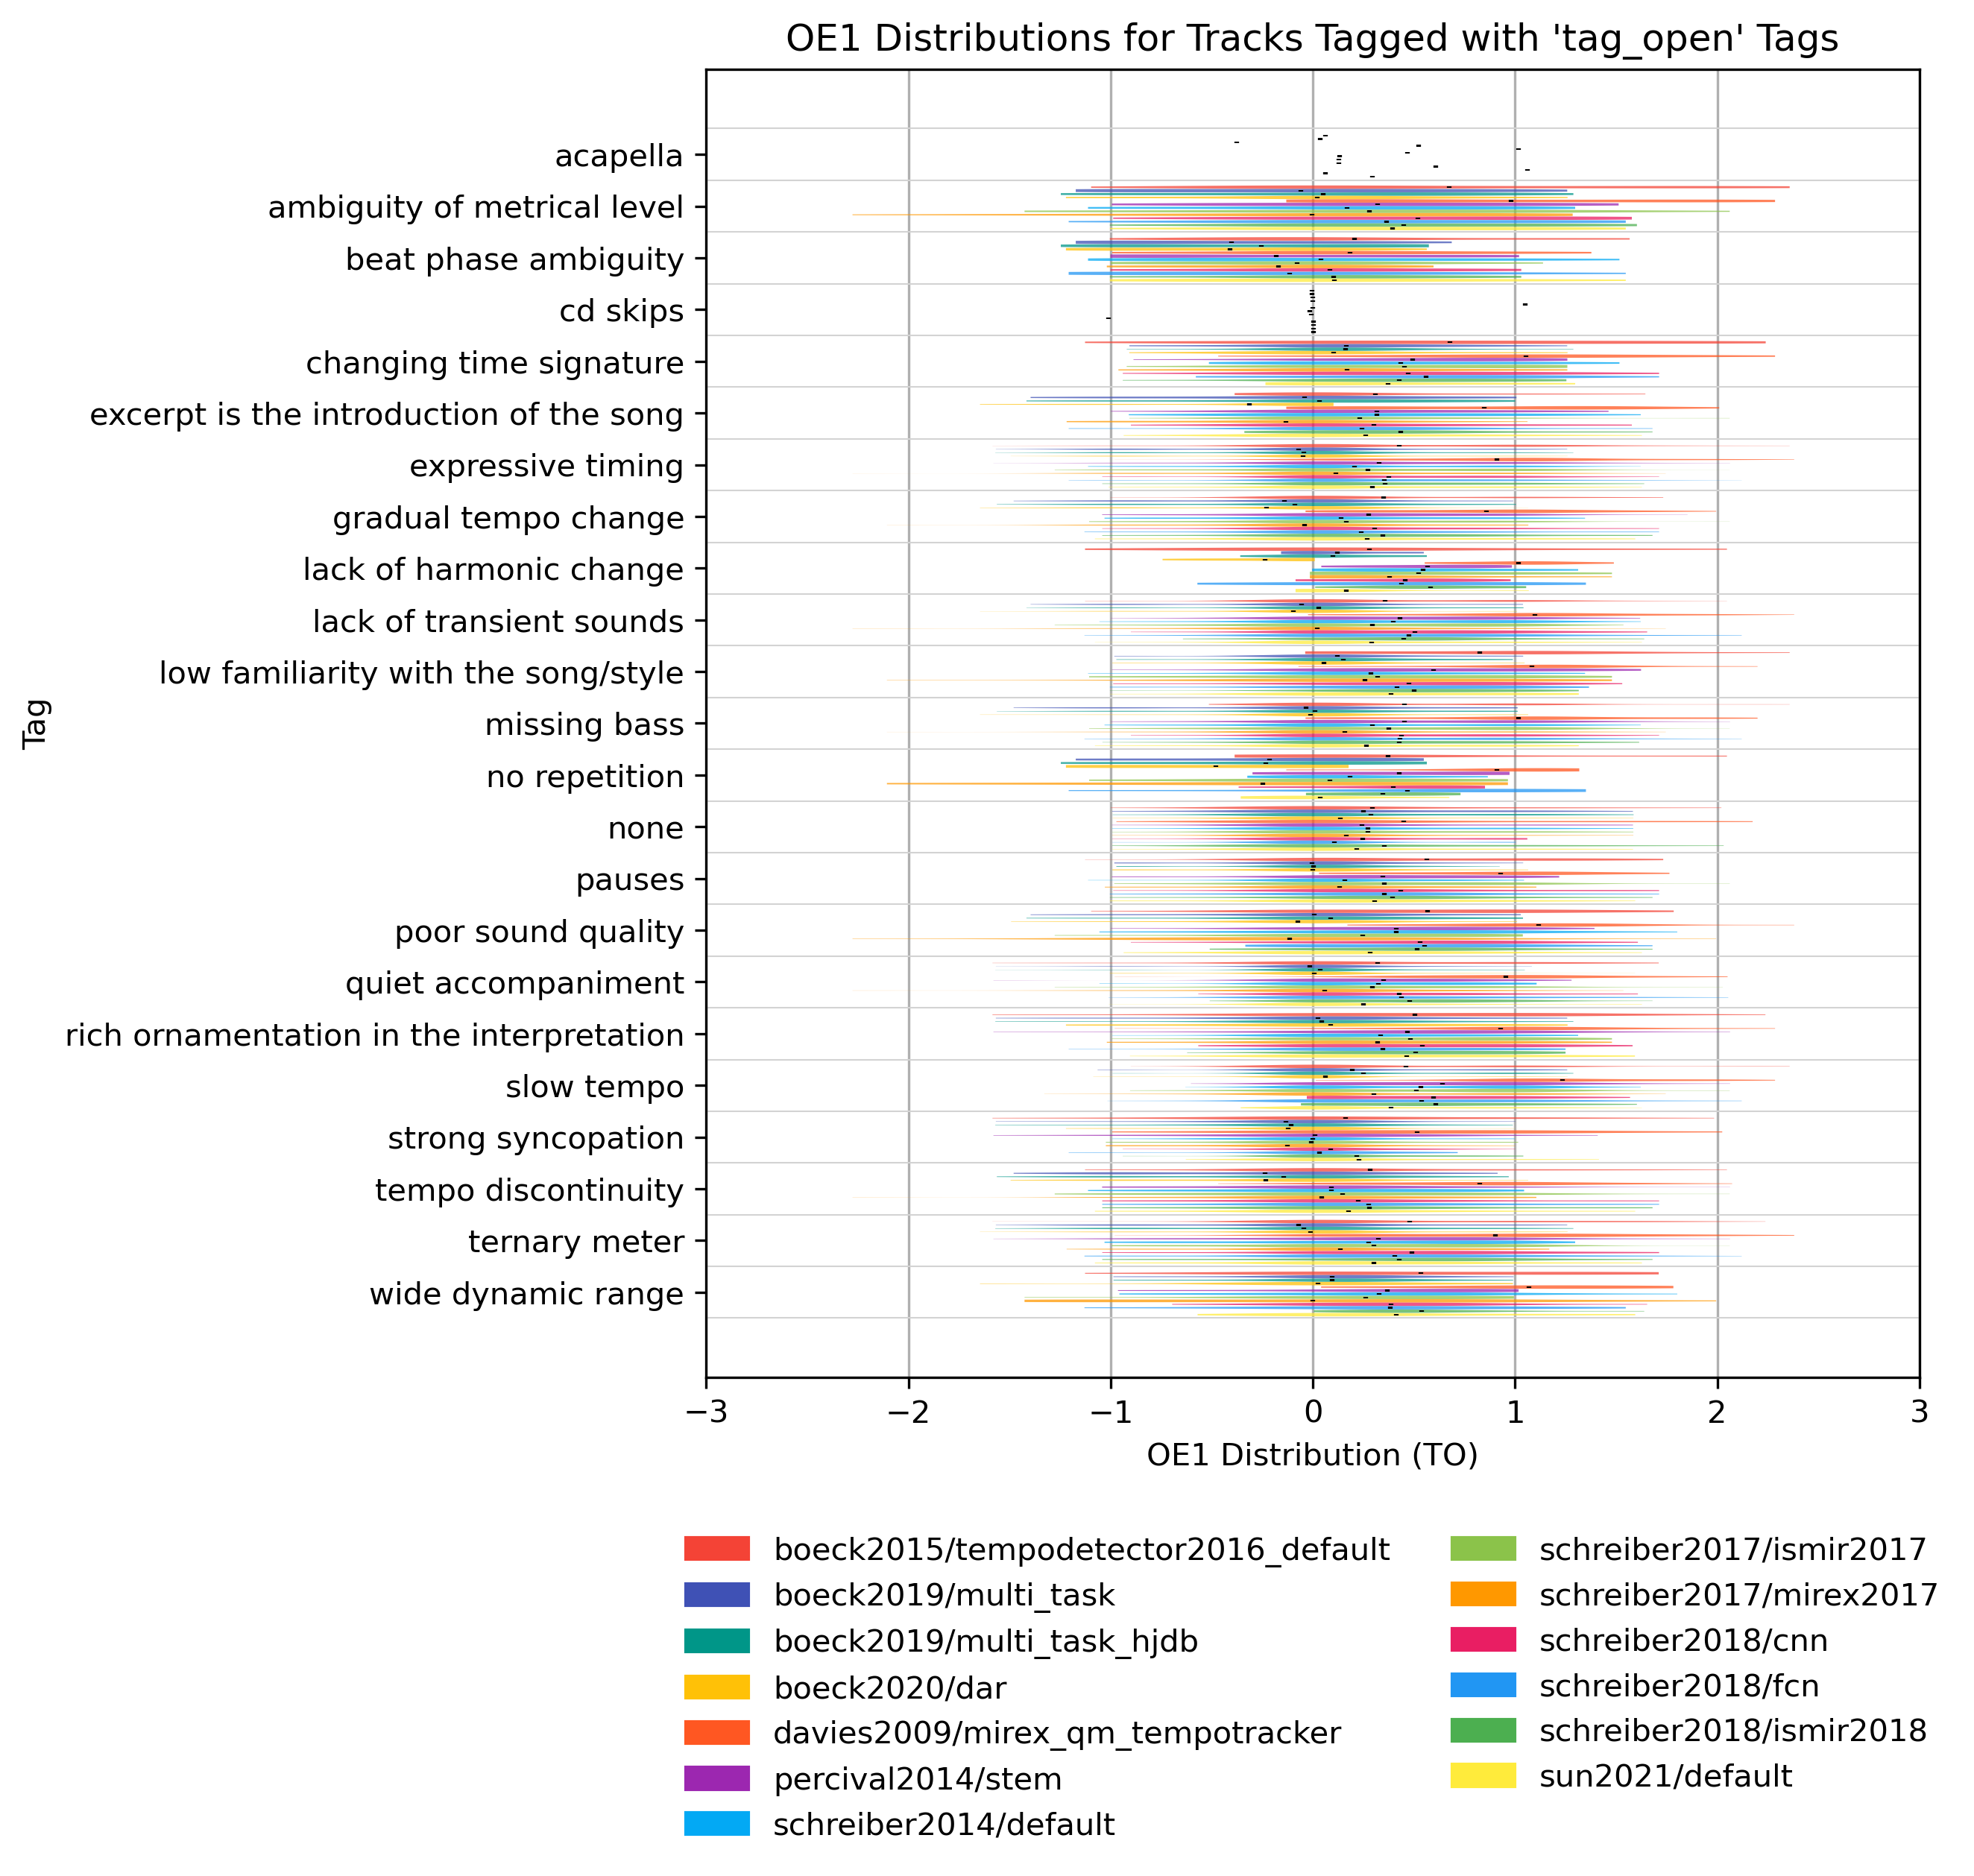 OE1 Distributions for Tracks Tagged with 'tag_open' Tags
acapella
ambiguity of metrical level
beat phase ambiguity
cd skips
changing time signature
excerpt is the introduction of the song
expressive timing
gradual tempo change
lack of harmonic change
lack of transient sounds
low familiarity with the song/style
missing bass
no repetition
none
pauses
poor sound quality
quiet accompaniment
rich ornamentation in the interpretation
slow tempo
strong syncopation
tempo discontinuity
ternary meter
wide dynamic range
Tag
−3 −2 −1 0 1 2 3
OE1 Distribution (TO)
boeck2015/tempodetector2016_default
boeck2019/multi_task
boeck2019/multi_task_hjdb
boeck2020/dar
davies2009/mirex_qm_tempotracker
percival2014/stem
schreiber2014/default
schreiber2017/ismir2017
schreiber2017/mirex2017
schreiber2018/cnn
schreiber2018/fcn
schreiber2018/ismir2018
sun2021/default